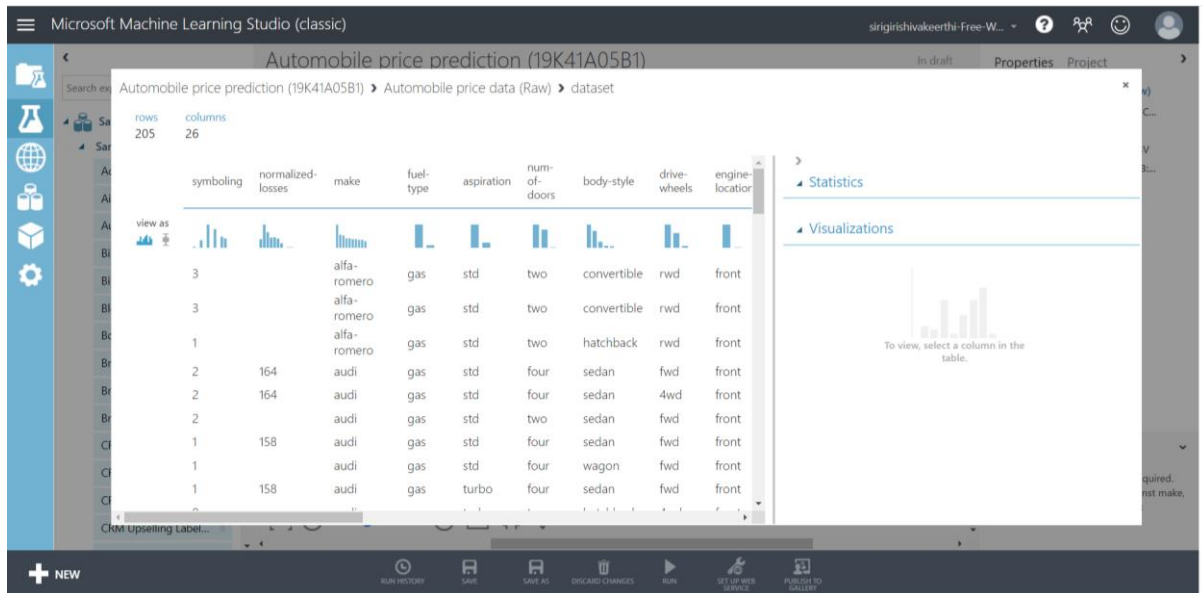 Microsoft Machine Learning Studio (classic)
sirigirishivakeerthi-Free-W...
?
Automobile price prediction (19K41A05B1)
In draft
Properties Project
Automobile price prediction (19K41A05B1) > Automobile price data (Raw) > dataset
x
rows columns
205 26
symboling normalized-losses make fuel-type aspiration num-of-doors body-style drive-wheels engine-location
view as
3 alfa-romero gas std two convertible rwd front
3 alfa-romero gas std two convertible rwd front
1 alfa-romero gas std two hatchback rwd front
2 164 audi gas std four sedan fwd front
2 164 audi gas std four sedan 4wd front
2 audi gas std two sedan fwd front
1 158 audi gas std four sedan fwd front
1 audi gas std four wagon fwd front
1 158 audi gas turbo four sedan fwd front
Statistics
Visualizations
To view, select a column in the
table.
CRM Upselling Label...
quired.
nst make,
NEW
RUN HISTORY
SAVE
SAVE AS
DISCARD CHANGES
RUN
SET UP WEB
SERVICE
PUBLISH TO
GALLERY